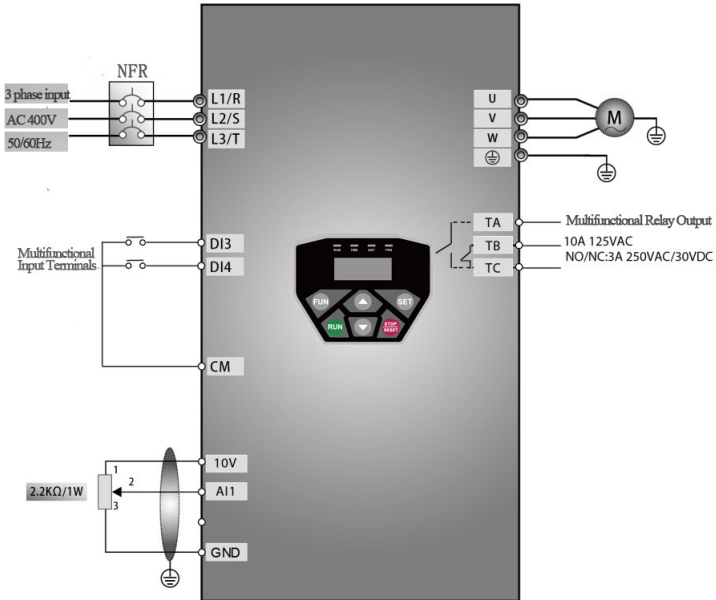 NFR
3 phase input
AC 400V
50/60Hz
L1/R
L2/S
L3/T
U
V
W
M
Multifunctional
Input Terminals
DI3
DI4
CM
RUN FWD
FUN
SET
RUN
STOP
RESET
TA
TB
TC
Multifunctional Relay Output
10A 125VAC
NO/NC:3A 250VAC/30VDC
2.2KΩ/1W
1
2
3
10V
AI1
GND